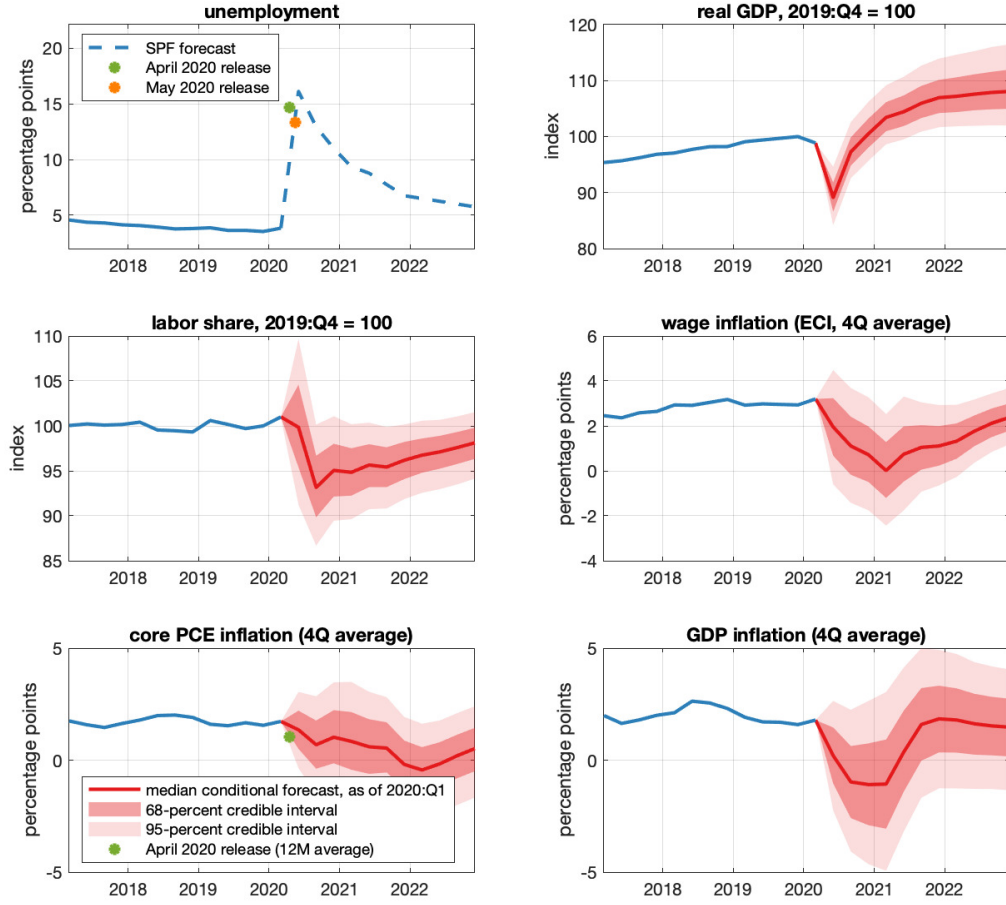 unemployment
20
15
10
5
percentage points
SPF forecast
April 2020 release
May 2020 release
2018 2019 2020 2021 2022
real GDP, 2019:Q4 = 100
120
110
100
90
80
index
2018 2019 2020 2021 2022
labor share, 2019:Q4 = 100
110
105
100
95
90
85
index
2018 2019 2020 2021 2022
wage inflation (ECI, 4Q average)
6
4
2
0
-2
-4
percentage points
2018 2019 2020 2021 2022
core PCE inflation (4Q average)
5
0
-5
percentage points
median conditional forecast, as of 2020:Q1
68-percent credible interval
95-percent credible interval
April 2020 release (12M average)
2018 2019 2020 2021 2022
GDP inflation (4Q average)
5
0
-5
percentage points
2018 2019 2020 2021 2022